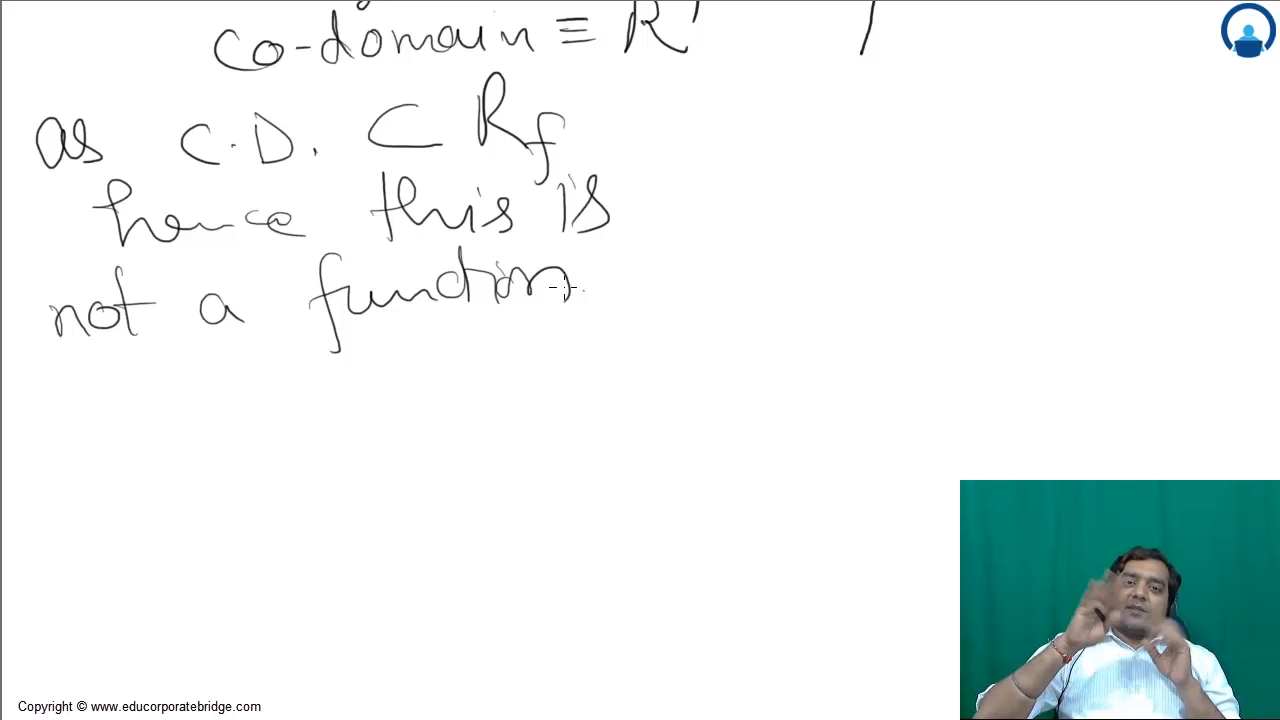 co-domain ≡ R'
as C.D. ⊂ Rf
hence this is
not a function.
Copyright © www.educorporatebridge.com